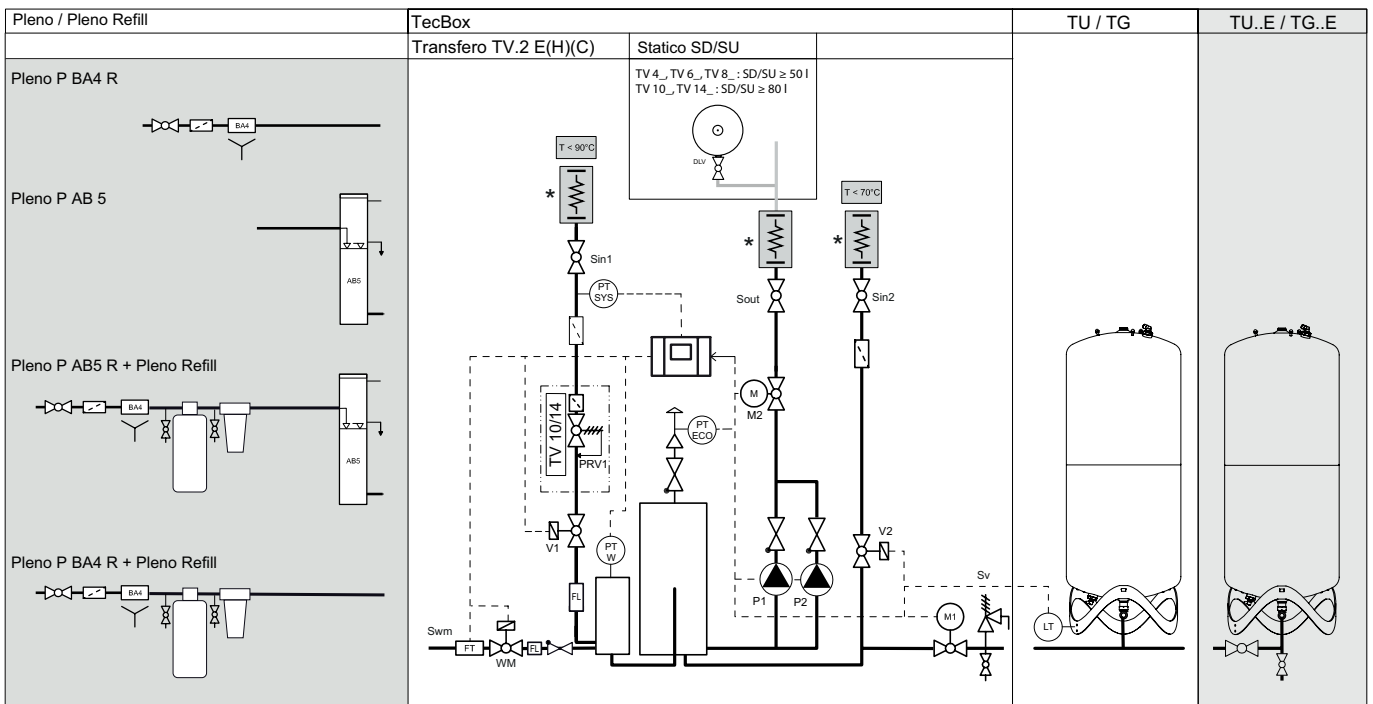 Pleno / Pleno Refill
TecBox
TU / TG
TU..E / TG..E
Transfero TV.2 E(H)(C)
Statico SD/SU
Pleno P BA4 R
BA4
Pleno P AB 5
AB5
Pleno P AB5 R + Pleno Refill
BA4
AB5
Pleno P BA4 R + Pleno Refill
BA4
TV 4_, TV 6_, TV 8_ : SD/SU ≥ 50 l
TV 10_, TV 14_ : SD/SU ≥ 80 l
DLV
T < 90°C
T < 70°C
*
*
*
Sin1
PT
SYS
Sout
Sin2
M
M2
PT
ECO
TV 10/14
PRV1
V1
PT
W
V2
FL
P1
P2
Sv
Swm
FT
WM
FL
M1
LT